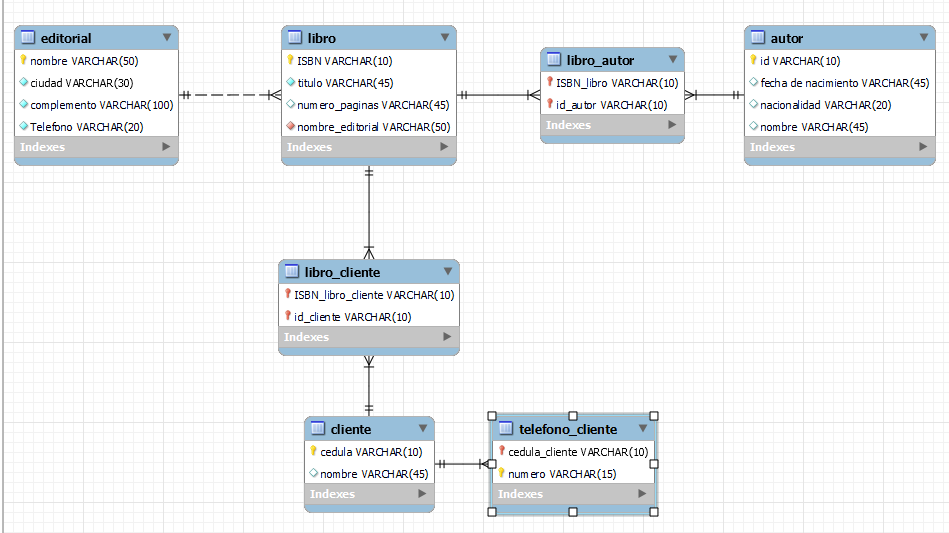 editorial
nombre VARCHAR(50)
ciudad VARCHAR(30)
complemento VARCHAR(100)
Telefono VARCHAR(20)
Indexes
libro
ISBN VARCHAR(10)
titulo VARCHAR(45)
numero_paginas VARCHAR(45)
nombre_editorial VARCHAR(50)
Indexes
libro_autor
ISBN_libro VARCHAR(10)
id_autor VARCHAR(10)
Indexes
autor
id VARCHAR(10)
fecha de nacimiento VARCHAR(45)
nacionalidad VARCHAR(20)
nombre VARCHAR(45)
Indexes
libro_cliente
ISBN_libro_cliente VARCHAR(10)
id_cliente VARCHAR(10)
Indexes
cliente
cedula VARCHAR(10)
nombre VARCHAR(45)
Indexes
telefono_cliente
cedula_cliente VARCHAR(10)
numero VARCHAR(15)
Indexes